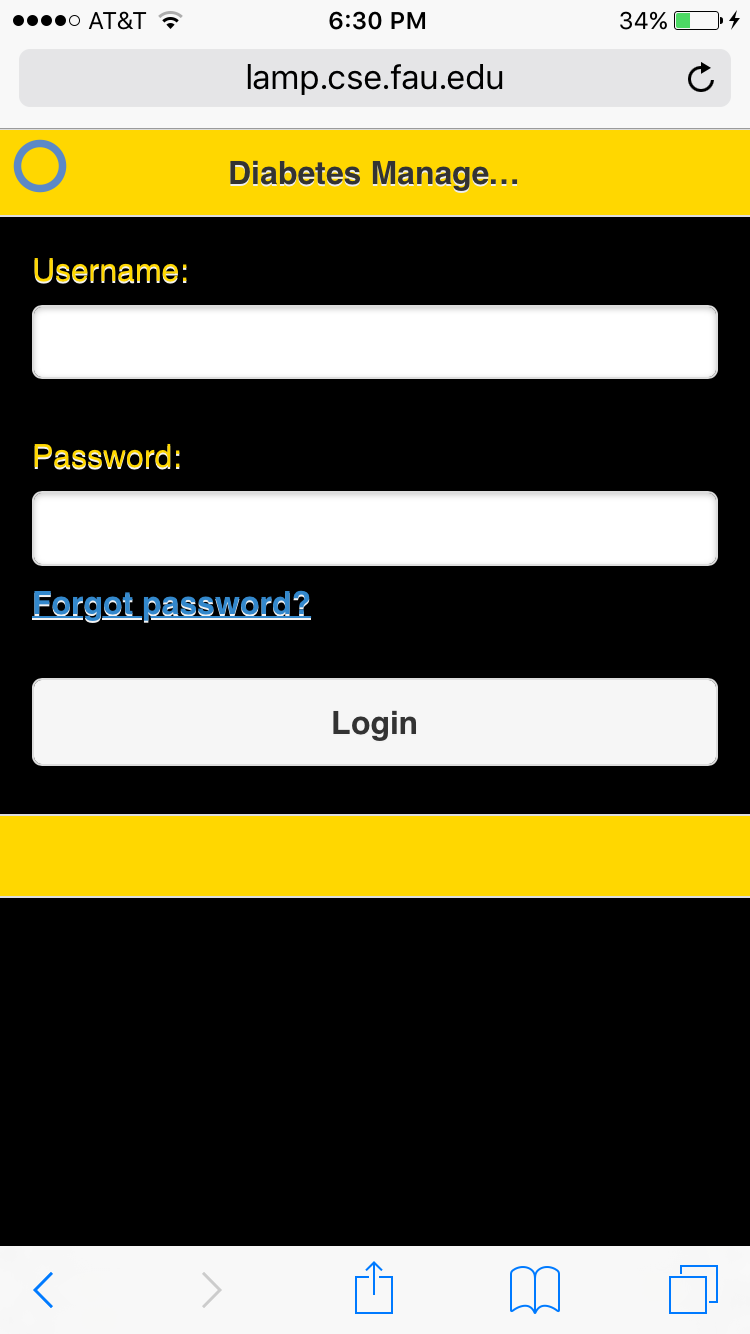 AT&T 6:30 PM 34%
lamp.cse.fau.edu
Diabetes Manage...
Username:
Password:
Forgot password?
Login